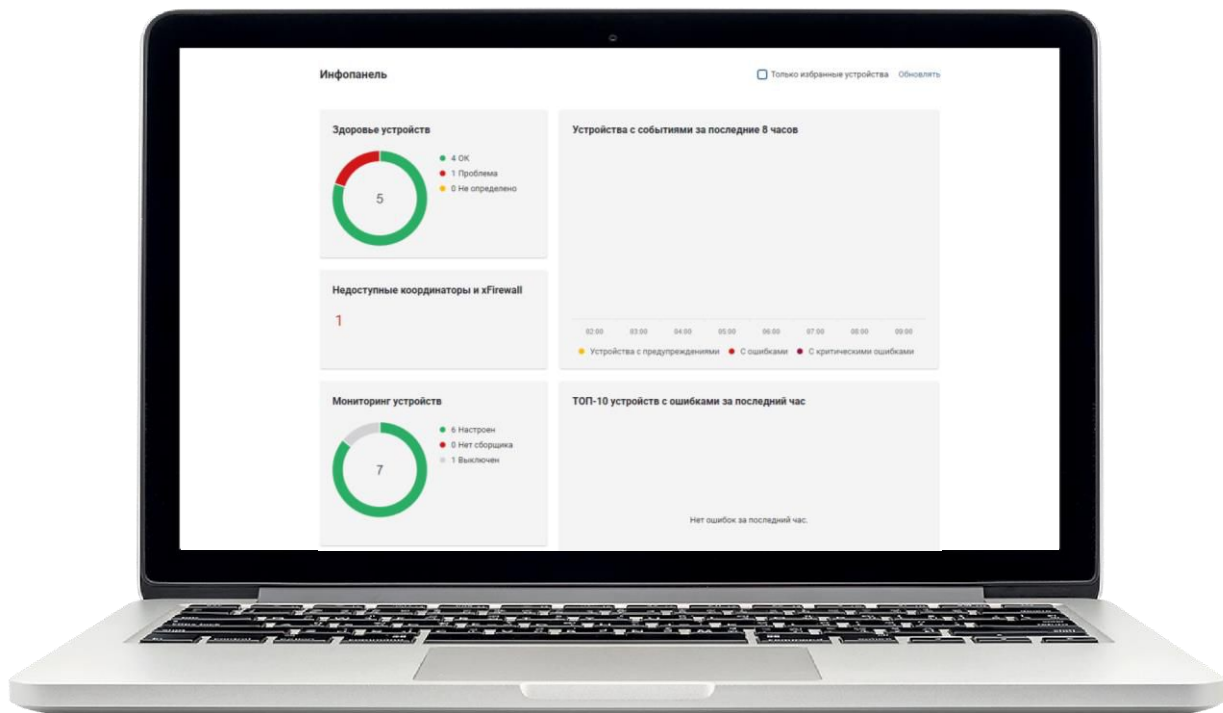 Инфопанель
Только избранные устройства Обновлять
Здоровье устройств
5
4 ОК
1 Проблема
0 Не определено
Устройства с событиями за последние 8 часов
02:00 03:00 04:00 05:00 06:00 07:00 08:00 09:00
Устройства с предупреждениями С ошибками С критическими ошибками
Недоступные координаторы и xFirewall
1
Мониторинг устройств
7
6 Настроен
0 Нет сборщика
1 Выключен
ТОП-10 устройств с ошибками за последний час
Нет ошибок за последний час.